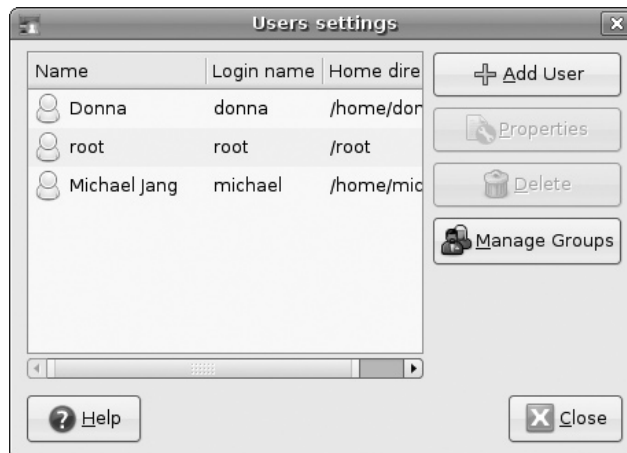 Users settings
Name Login name Home dire
Donna donna /home/don
root root /root
Michael Jang michael /home/mic
Add User
Properties
Delete
Manage Groups
Help
Close